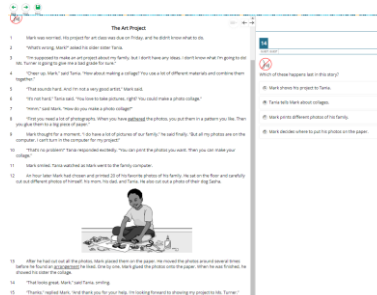 The Art Project
1 Mark was worried. His project for art class was due on Friday, and he didn't know what to do.
2 "What's wrong, Mark?" asked his older sister Tania.
3 "I'm supposed to make an art project about my family, but I don't have any ideas. I don't know what I'm going to do!
Ms. Turner is going to give me a bad grade for sure."
4 "Cheer up, Mark," said Tania. "How about making a collage? You use a lot of different materials and combine them
together."
5 "That sounds hard. And I'm not a very good artist," Mark said.
6 "It's not hard," Tania said. "You love to take pictures, right? You could make a photo collage."
7 "Hmm," said Mark. "How do you make a photo collage?"
8 "First you need a lot of photographs. When you have gathered the photos, you put them in a pattern you like. Then
you glue them to a big piece of paper."
9 Mark thought for a moment. "I do have a lot of pictures of our family," he said finally. "But all my photos are on the
computer. I can't turn in the computer for my project!"
10 "That's no problem!" Tania responded excitedly. "You can print the photos you want. Then you can make your
collage."
11 Mark smiled. Tania watched as Mark went to the family computer.
12 An hour later Mark had chosen and printed 20 of his favorite photos of his family. He sat on the floor and carefully
cut out different photos of himself, his mom, his dad, and Tania. He also cut out a photo of their dog Sasha.
13 After he had cut out all the photos, Mark placed them on the paper. He moved the photos around several times
before he found an arrangement he liked. One by one, Mark glued the photos onto the paper. When he was finished, he
showed his sister the collage.
14 "That looks great, Mark," said Tania, smiling.
15 "Thanks," replied Mark. "And thank you for your help. I'm looking forward to showing my project to Ms. Turner."
14
Which of these happens last in this story?
Mark shows his project to Tania.
Tania tells Mark about collages.
Mark prints different photos of his family.
Mark decides where to put his photos on the paper.